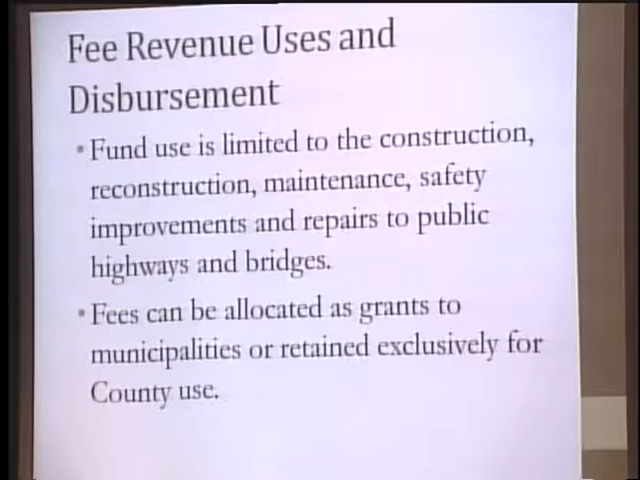 Fee Revenue Uses and
Disbursement
• Fund use is limited to the construction,
reconstruction, maintenance, safety
improvements and repairs to public
highways and bridges.
• Fees can be allocated as grants to
municipalities or retained exclusively for
County use.